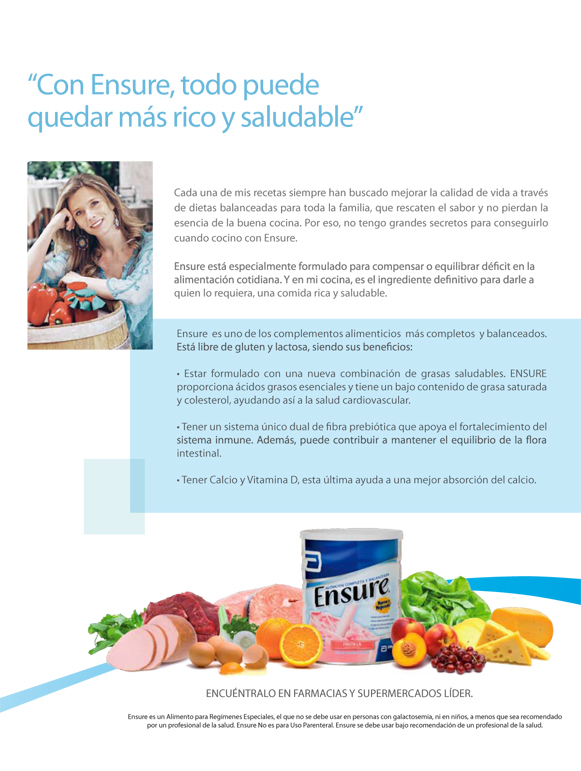 “Con Ensure, todo puede
quedar más rico y saludable”
Cada una de mis recetas siempre han buscado mejorar la calidad de vida a través
de dietas balanceadas para toda la familia, que rescaten el sabor y no pierdan la
esencia de la buena cocina. Por eso, no tengo grandes secretos para conseguirlo
cuando cocino con Ensure.
Ensure está especialmente formulado para compensar o equilibrar déficit en la
alimentación cotidiana. Y en mi cocina, es el ingrediente definitivo para darle a
quien lo requiera, una comida rica y saludable.
Ensure es uno de los complementos alimenticios más completos y balanceados.
Está libre de gluten y lactosa, siendo sus beneficios:
• Estar formulado con una nueva combinación de grasas saludables. ENSURE
proporciona ácidos grasos esenciales y tiene un bajo contenido de grasa saturada
y colesterol, ayudando así a la salud cardiovascular.
• Tener un sistema único dual de fibra prebiótica que apoya el fortalecimiento del
sistema inmune. Además, puede contribuir a mantener el equilibrio de la flora
intestinal.
• Tener Calcio y Vitamina D, esta última ayuda a una mejor absorción del calcio.
NUTRICIÓN COMPLETA Y BALANCEADA
Ensure
ENCUÉNTRALO EN FARMACIAS Y SUPERMERCADOS LÍDER.
Ensure es un Alimento para Regímenes Especiales, el que no se debe usar en personas con galactosemia, ni en niños, a menos que sea recomendado
por un profesional de la salud. Ensure No es para Uso Parenteral. Ensure se debe usar bajo recomendación de un profesional de la salud.